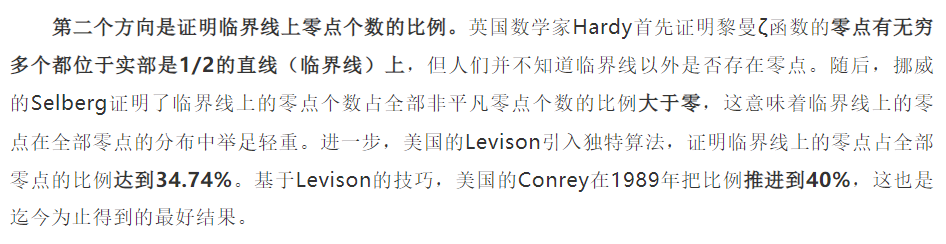 第二个方向是证明临界线上零点个数的比例。英国数学家Hardy首先证明黎曼ζ函数的零点有无穷
多个都位于实部是1/2的直线（临界线）上，但人们并不知道临界线以外是否存在零点。随后，挪威
的Selberg证明了临界线上的零点个数占全部非平凡零点个数的比例大于零，这意味着临界线上的零
点在全部零点的分布中举足轻重。进一步，美国的Levison引入独特算法，证明临界线上的零点占全部
零点的比例达到34.74%。基于Levison的技巧，美国的Conrey在1989年把比例推进到40%，这也是
迄今为止得到的最好结果。